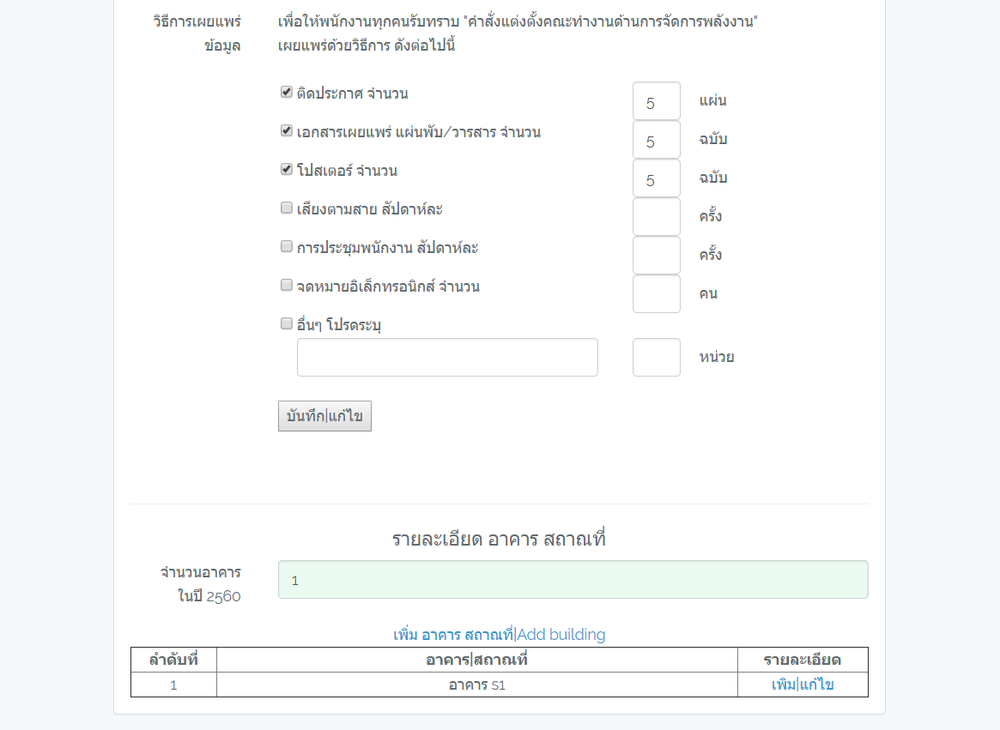 วิธีการเผยแพร่ เพื่อให้พนักงานทุกคนรับทราบ "คำสั่งแต่งตั้งคณะทำงานด้านการจัดการพลังงาน"
ข้อมูล เผยแพร่ด้วยวิธีการ ดังต่อไปนี้
ติดประกาศ จำนวน 5 แผ่น
เอกสารเผยแพร่ แผ่นพับ/วารสาร จำนวน 5 ฉบับ
โปสเตอร์ จำนวน 5 ฉบับ
เสียงตามสาย สัปดาห์ละ ครั้ง
การประชุมพนักงาน สัปดาห์ละ ครั้ง
จดหมายอิเล็กทรอนิกส์ จำนวน คน
อื่นๆ โปรดระบุ
หน่วย
บันทึก|แก้ไข
รายละเอียด อาคาร สถานที่
จำนวนอาคาร 1
ในปี 2560
เพิ่ม อาคาร สถานที่|Add building
ลำดับที่ อาคาร|สถานที่ รายละเอียด
1 อาคาร s1 เพิ่ม|แก้ไข